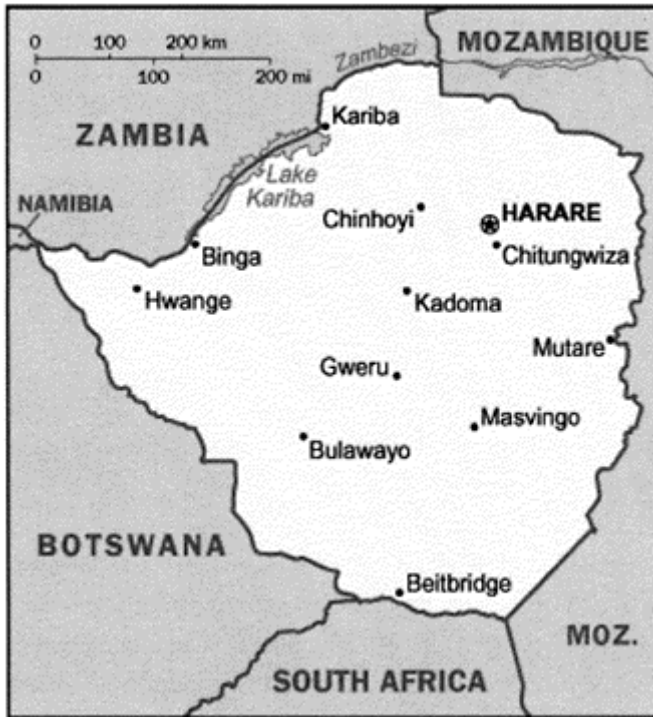 0 100 200 km
0 100 200 mi
Zambezi
MOZAMBIQUE
ZAMBIA
Kariba
Lake
Kariba
NAMIBIA
Chinhoyi
HARARE
Binga
Chitungwiza
Hwange
Kadoma
Mutare
Gweru
Masvingo
Bulawayo
BOTSWANA
Beitbridge
MOZ.
SOUTH AFRICA